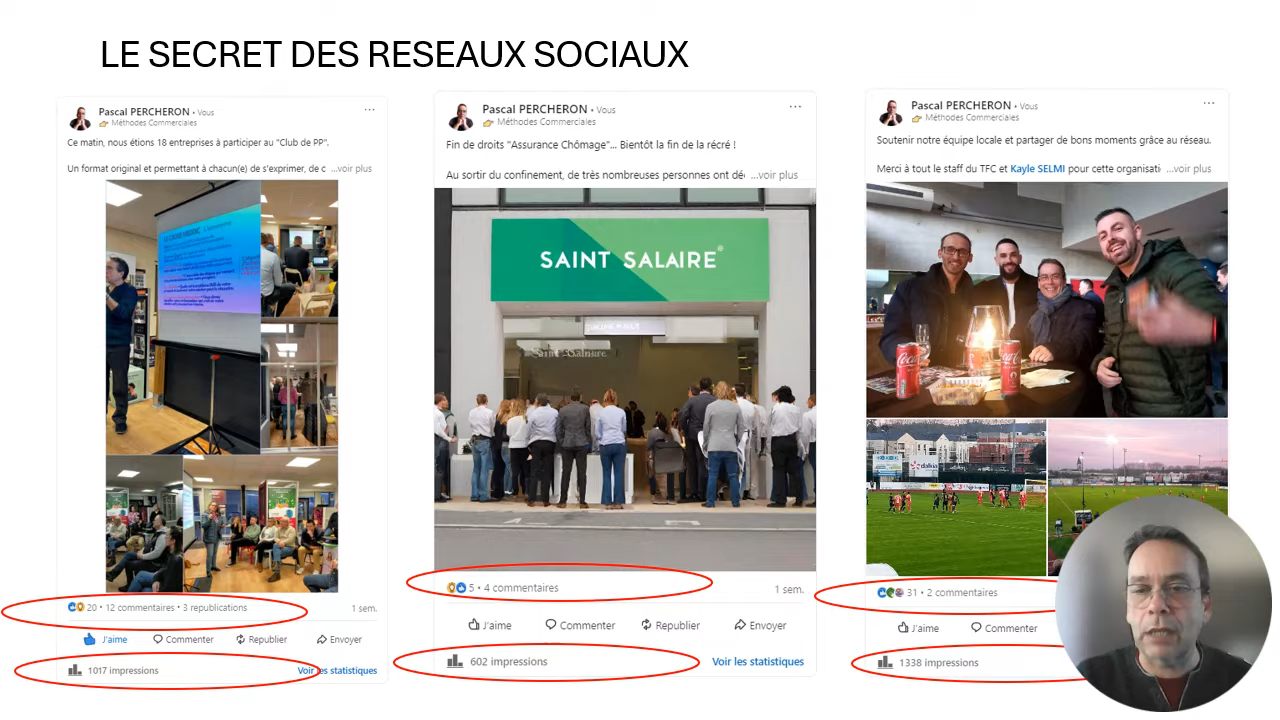 LE SECRET DES RESEAUX SOCIAUX
Pascal PERCHERON • Vous
👉 Méthodes Commerciales
Ce matin, nous étions 18 entreprises à participer au "Club de PP".
Un format original et permettant à chacun(e) de s'exprimer, de c ...voir plus
20 • 12 commentaires • 3 republications
1 sem.
J'aime
Commenter
Republier
Envoyer
1017 impressions
Voir les statistiques
Pascal PERCHERON • Vous
👉 Méthodes Commerciales
Fin de droits "Assurance Chômage"... Bientôt la fin de la récré !
Au sortir du confinement, de très nombreuses personnes ont dé ...voir plus
SAINT SALAIRE®
5 • 4 commentaires
1 sem.
J'aime
Commenter
Republier
Envoyer
602 impressions
Voir les statistiques
Pascal PERCHERON • Vous
👉 Méthodes Commerciales
Soutenir notre équipe locale et partager de bons moments grâce au réseau.
Merci à tout le staff du TFC et Kayle SELMI pour cette organisati ...voir plus
Coca-Cola
dalkia
31 • 2 commentaires
J'aime
Commenter
1338 impressions